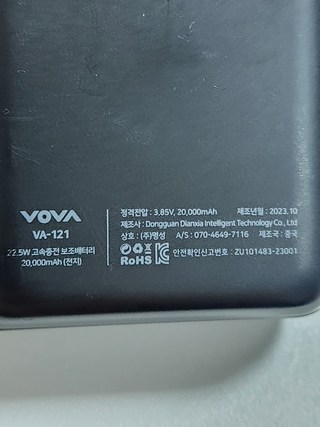 VOVA
VA-121
22.5W 고속충전 보조배터리
20,000mAh (전지)
정격전압 : 3.85V, 20,000mAh 제조년월 : 2023.10
제조사 : Dongguan Dianxia Intelligent Technology Co., Ltd
상호 : (주)명성 A/S : 070-4649-7116 제조국 : 중국
RoHS 안전확인신고번호 : ZU101483-23001